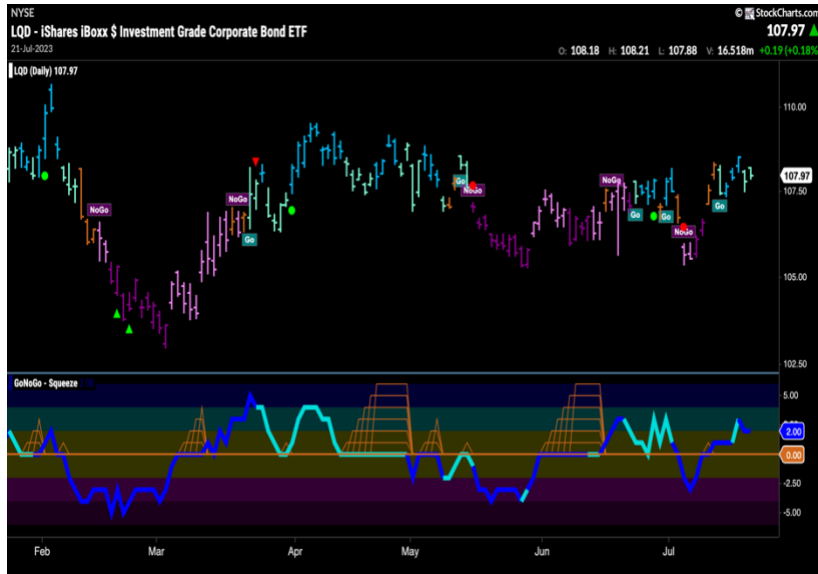 NYSE
© StockCharts.com
LQD - iShares iBoxx $ Investment Grade Corporate Bond ETF
107.97
21-Jul-2023
O: 108.18 H: 108.21 L: 107.88 V: 16.518m +0.19 (+0.18%)
LQD (Daily) 107.97
110.00
107.97
107.50
105.00
102.50
NoGo
NoGo
Go
Go
NoGo
NoGo
Go
Go
NoGo
Go
GoNoGo - Squeeze
5.00
2.00
0.00
-2.50
-5.00
Feb Mar Apr May Jun Jul